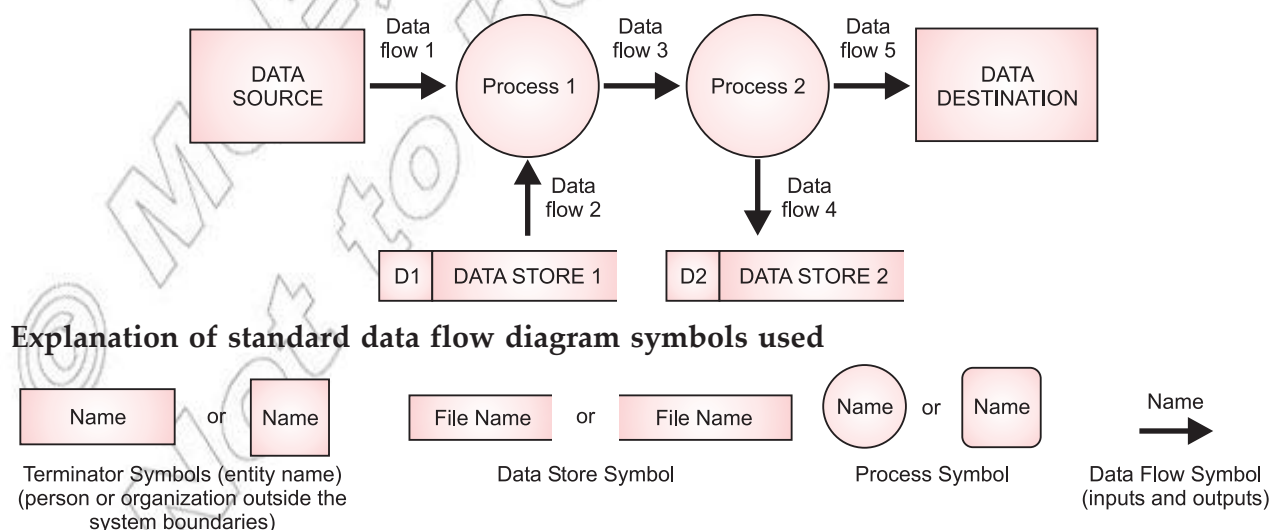 Data
flow 1
Data
flow 3
Data
flow 5
DATA
SOURCE
Process 1
Process 2
DATA
DESTINATION
Data
flow 2
Data
flow 4
D1 DATA STORE 1
D2 DATA STORE 2
Explanation of standard data flow diagram symbols used
Name or Name
File Name or File Name
Name or Name
Name
Terminator Symbols (entity name)
(person or organization outside the
system boundaries)
Data Store Symbol
Process Symbol
Data Flow Symbol
(inputs and outputs)